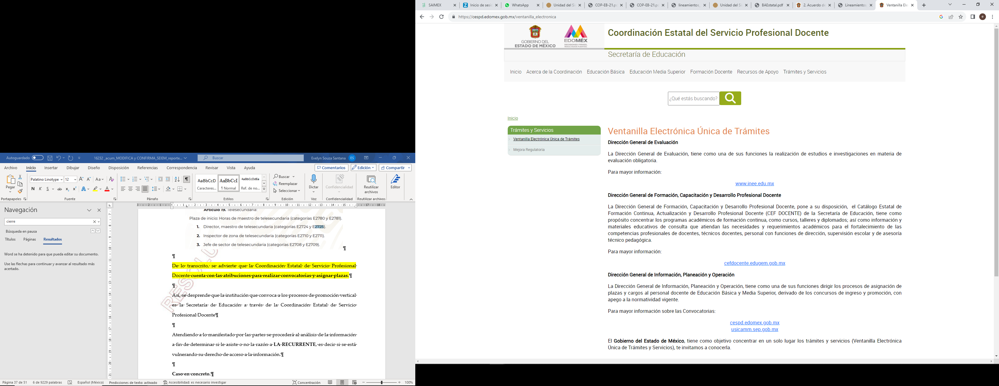 SAIMEX
Inicio de sesi
WhatsApp
Unidad del Si
COP-EB-21.p
COP-EB-21.p
lineamientos_
Unidad del Si
BAEstatal.pdf
2. Acuerdo de
Lineamientos
Ventanilla Ele
https://cespd.edomex.gob.mx/ventanilla_electronica
GOBIERNO DEL
ESTADO DE MÉXICO
EDOMÉX
DECISIONES FIRMES,
RESULTADOS FUERTES.
Coordinación Estatal del Servicio Profesional Docente
Secretaría de Educación
Inicio Acerca de la Coordinación Educación Básica Educación Media Superior Formación Docente Recursos de Apoyo Trámites y Servicios
¿Qué estás buscando?
Inicio
Trámites y Servicios
Ventanilla Electrónica Única de Trámites
Mejora Regulatoria
Ventanilla Electrónica Única de Trámites
Dirección General de Evaluación
La Dirección General de Evaluación, tiene como una de sus funciones la realización de estudios e investigaciones en materia de
evaluación obligatoria.
Para mayor información:
www.inee.edu.mx
Dirección General de Formación, Capacitación y Desarrollo Profesional Docente
La Dirección General de Formación, Capacitación y Desarrollo Profesional Docente, pone a su disposición, el Catálogo Estatal de
Formación Continua, Actualización y Desarrollo Profesional Docente (CEF DOCENTE) de la Secretaría de Educación, tiene como
propósito concentrar los programas académicos de formación continua, como cursos, talleres y diplomados; así como información y
materiales educativos de consulta que atiendan las necesidades y requerimientos académicos para el fortalecimiento de las
competencias profesionales de docentes, técnicos docentes, personal con funciones de dirección, supervisión escolar y de asesoría
técnico pedagógica.
Para mayor información:
cefdocente.edugem.gob.mx
Dirección General de Información, Planeación y Operación
La Dirección General de Información, Planeación y Operación, tiene como una de sus funciones dirigir los procesos de asignación de
plazas y cargos al personal docente de Educación Básica y Media Superior, derivado de los concursos de ingreso y promoción, con
apego a la normatividad vigente.
Para mayor información sobre las Convocatorias:
cespd.edomex.gob.mx
usicamm.sep.gob.mx
El Gobierno del Estado de México, tiene como objetivo concentrar en un solo lugar los trámites y servicios (Ventanilla Electrónica
Única de Trámites y Servicios), te invitamos a conocerla.
Autoguardado
16232 _acum_MODIFICA y CONFIRMA_SEIEM_reporte...
Buscar
Evelyn Souza Santana ES
Archivo Inicio Insertar Dibujar Diseño Disposición Referencias Correspondencia Revisar Vista Ayuda
Comentarios Edición Compartir
Pegar
Palatino Linotype 12
N K S ab x₂ x²
AaBbCcD AaBbCcI AaBbCcDdEe
Caracteres... ¶ Normal Ref. de no...
Buscar
Reemplazar
Seleccionar
Dictar
Confidencialidad
Reutilizar
archivos
Editor
Portapapeles Fuente Párrafo Estilos Edición Voz Confidencialidad Reutilizar archivos
Navegación
cierre
Búsqueda en pausa
Títulos Páginas Resultados
Word se ha detenido para que pueda editar su documento.
Use las flechas para continuar y avanzar al resultado más
acertado.
Artículo 19. Telesecundaria:
Plaza de inicio: Horas de maestro de telesecundaria (categorías E2780 y E2781).
1. Director, maestro de telesecundaria (categorías E2724 y E2725).
2. Inspector de zona de telesecundaria (categorías E2710 y E2711).
3. Jefe de sector de telesecundaria (categorías E2708 y E2709).
¶
¶
De lo transcrito, se advierte que la Coordinación Estatal de Servicio Profesional
Docente cuenta con las atribuciones para realizar convocatorias y asignar plazas.¶
¶
Así, se desprende que la institución que convoca a los procesos de promoción vertical
es la Secretaría de Educación a través de la Coordinación Estatal de Servicio
Profesional Docente¶
¶
Atendiendo a lo manifestado por las partes se procederá al análisis de la información
a fin de determinar si le asiste o no la razón a LA RECURRENTE, es decir si se está
vulnerando su derecho de acceso a la información.¶
¶
Caso en concreto.¶
RESOLU
Página 37 de 51 6 de 9229 palabras Español (México) Predicciones de texto: activado Accesibilidad: es necesario investigar Concentración 100%